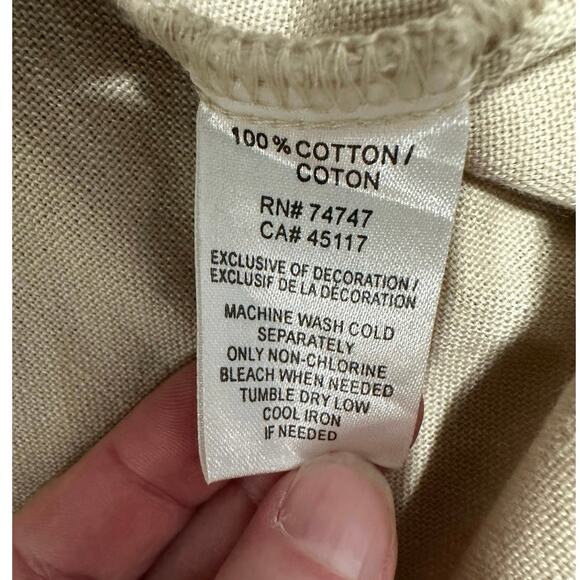 100% COTTON /
COTON
RN# 74747
CA# 45117
EXCLUSIVE OF DECORATION /
EXCLUSIF DE LA DÉCORATION
MACHINE WASH COLD
SEPARATELY
ONLY NON-CHLORINE
BLEACH WHEN NEEDED
TUMBLE DRY LOW
COOL IRON
IF NEEDED